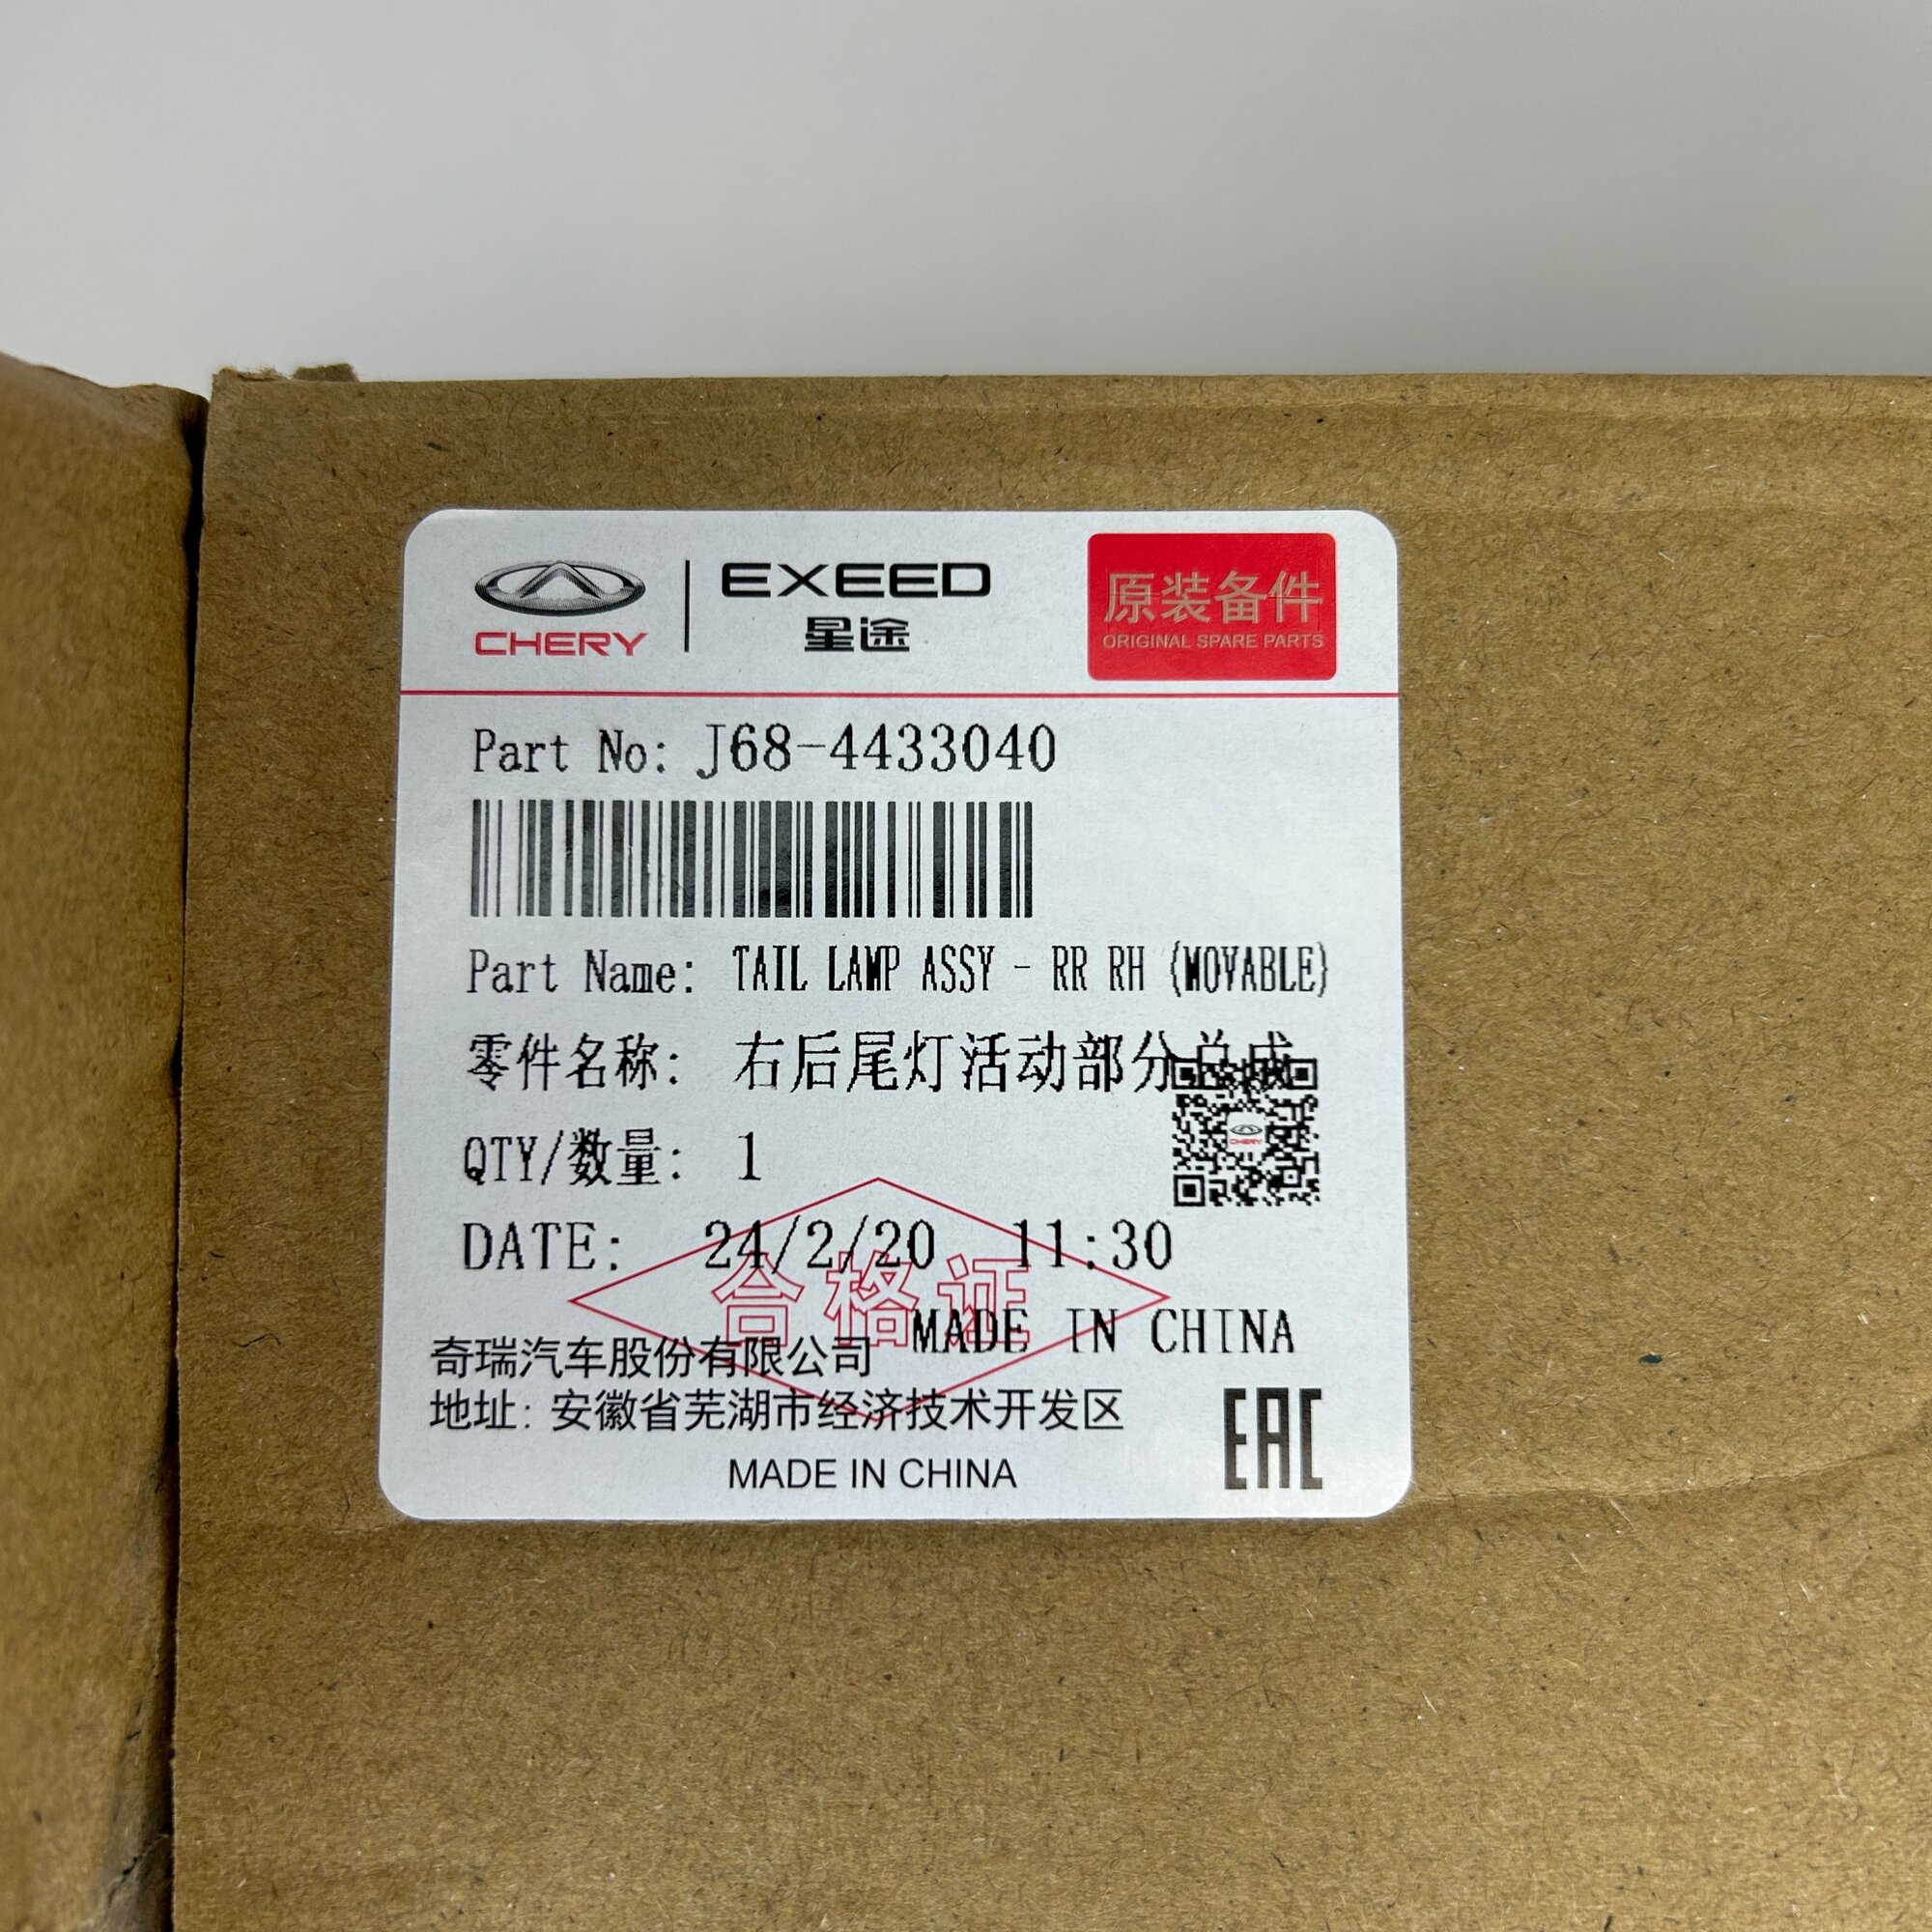 CHERY
EXEED
星途
原装备件
ORIGINAL SPARE PARTS
Part No: J68-4433040
Part Name: TAIL LAMP ASSY - RR RH (MOVABLE)
零件名称: 右后尾灯活动部分总成
CHERY
QTY/数量: 1
DATE: 24/2/20 11:30
合格证
MADE IN CHINA
奇瑞汽车股份有限公司
地址: 安徽省芜湖市经济技术开发区
MADE IN CHINA
EAC